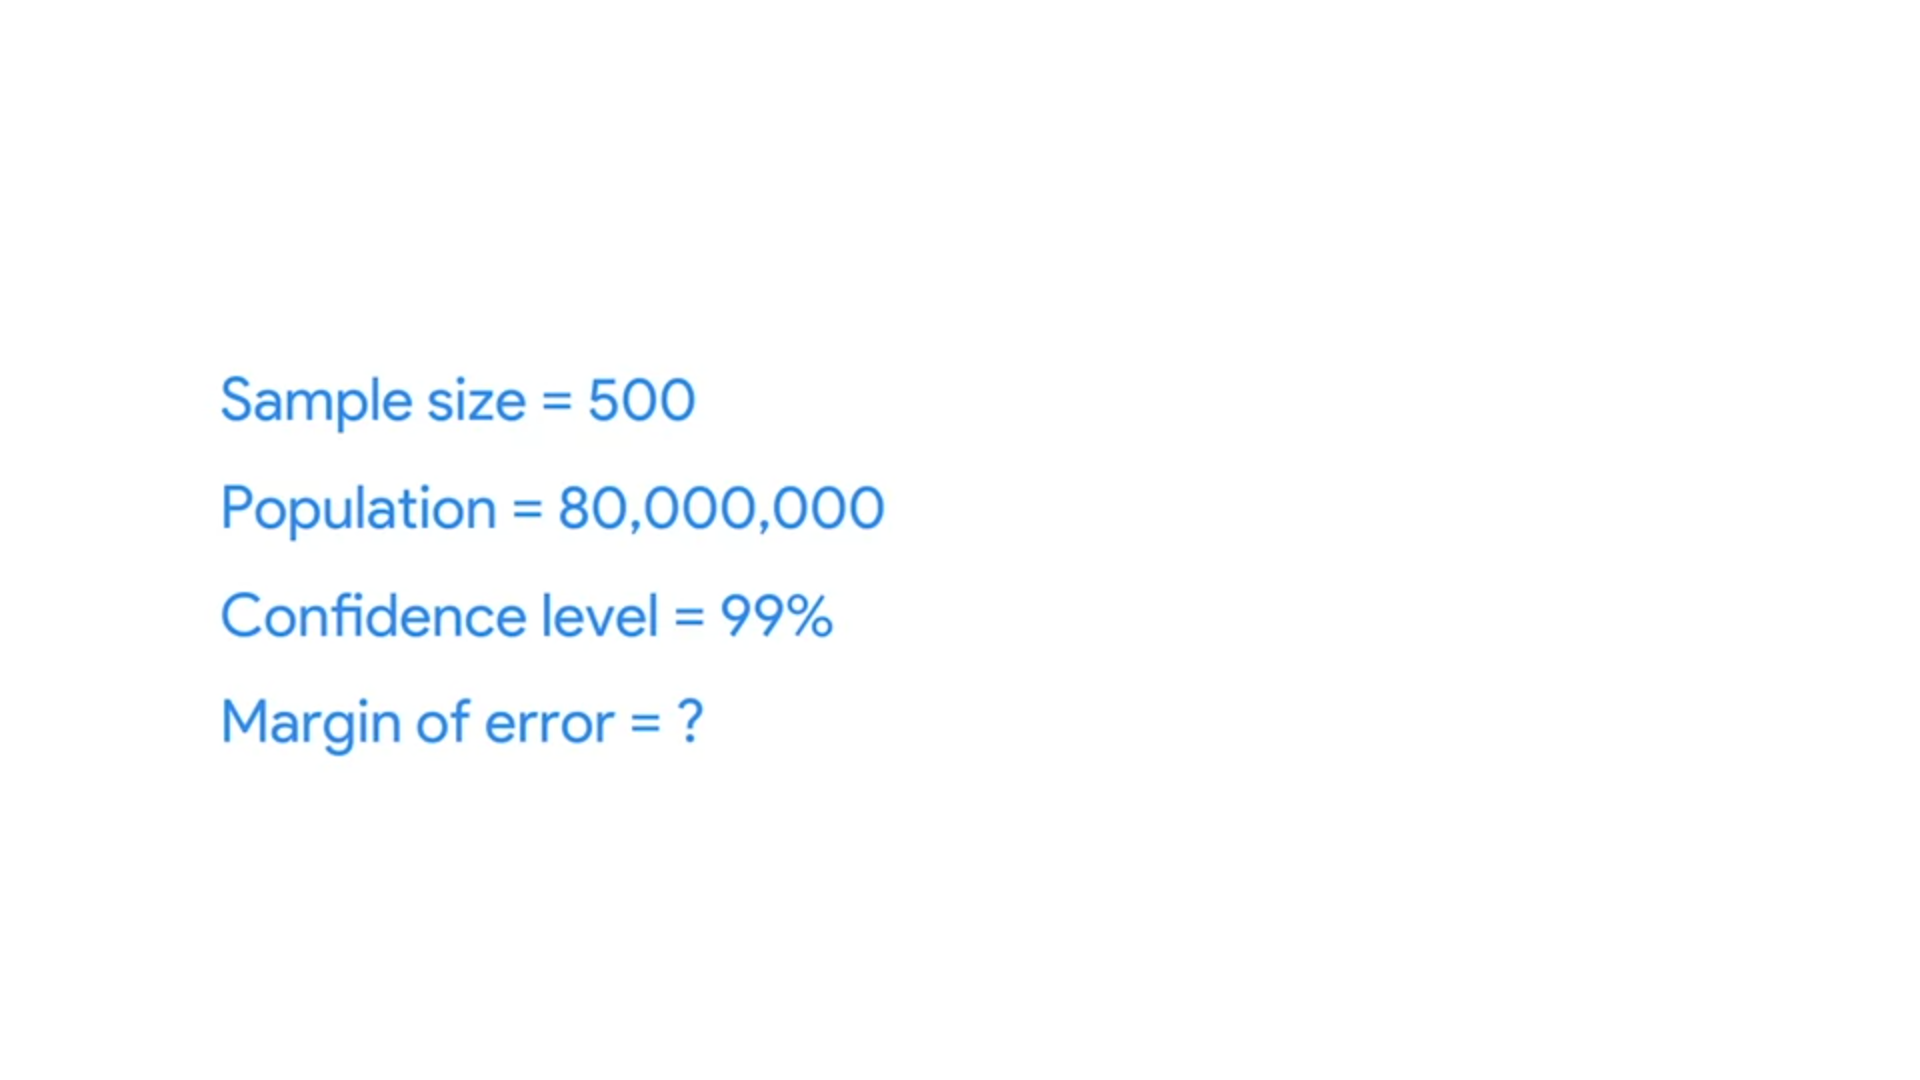 Sample size = 500
Population = 80,000,000
Confidence level = 99%
Margin of error = ?